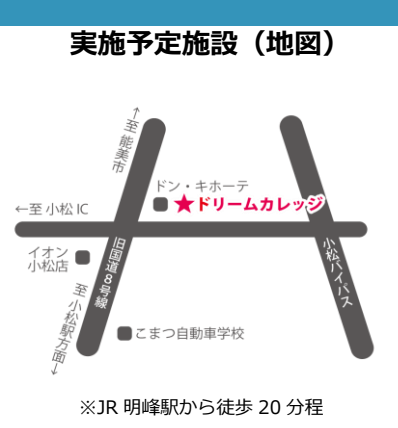 実施予定施設（地図）
←至 能美市
ドン・キホーテ
★ドリームカレッジ
←至 小松 IC
イオン
小松店
旧国道8号線
小松バイパス
至 小松駅方面→
こまつ自動車学校
※JR 明峰駅から徒歩 20 分程